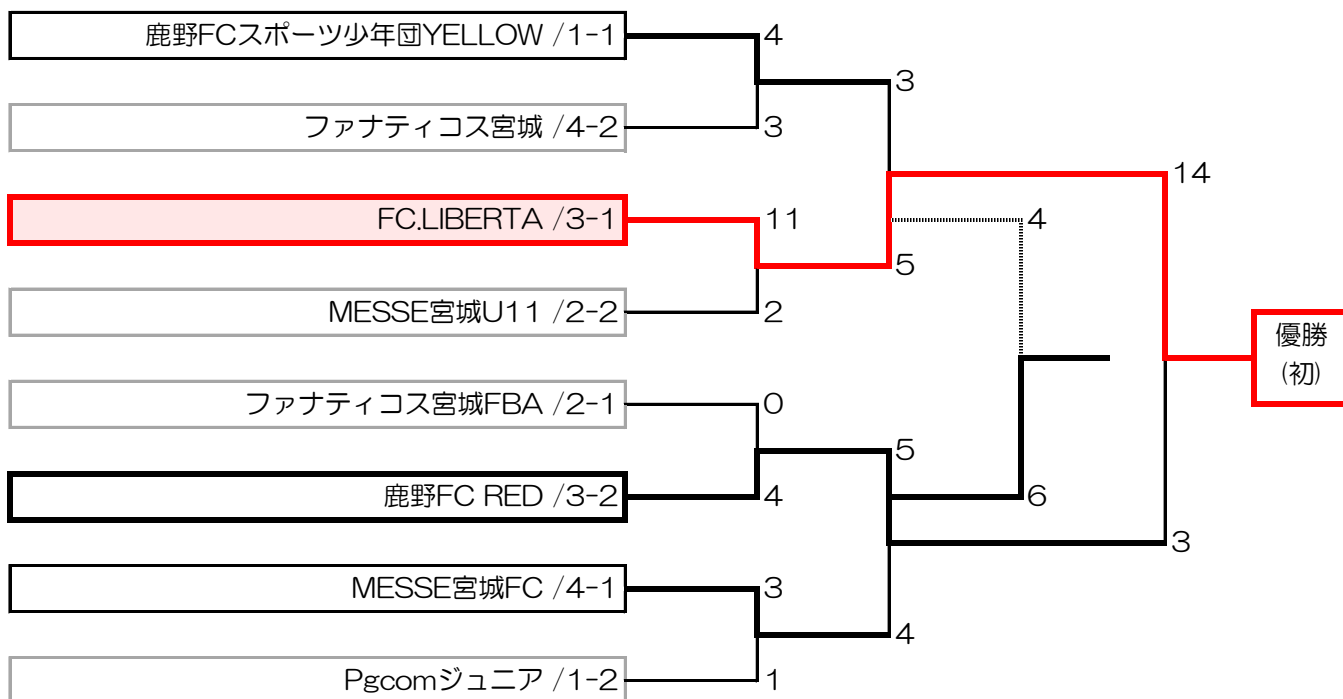 鹿野FCスポーツ少年団YELLOW /1-1
4
3
ファナティコス宮城 /4-2
3
14
FC.LIBERTA /3-1
11
4
5
MESSE宮城U11 /2-2
2
優勝
(初)
ファナティコス宮城FBA /2-1
0
5
鹿野FC RED /3-2
4
6
3
MESSE宮城FC /4-1
3
4
Pgcomジュニア /1-2
1